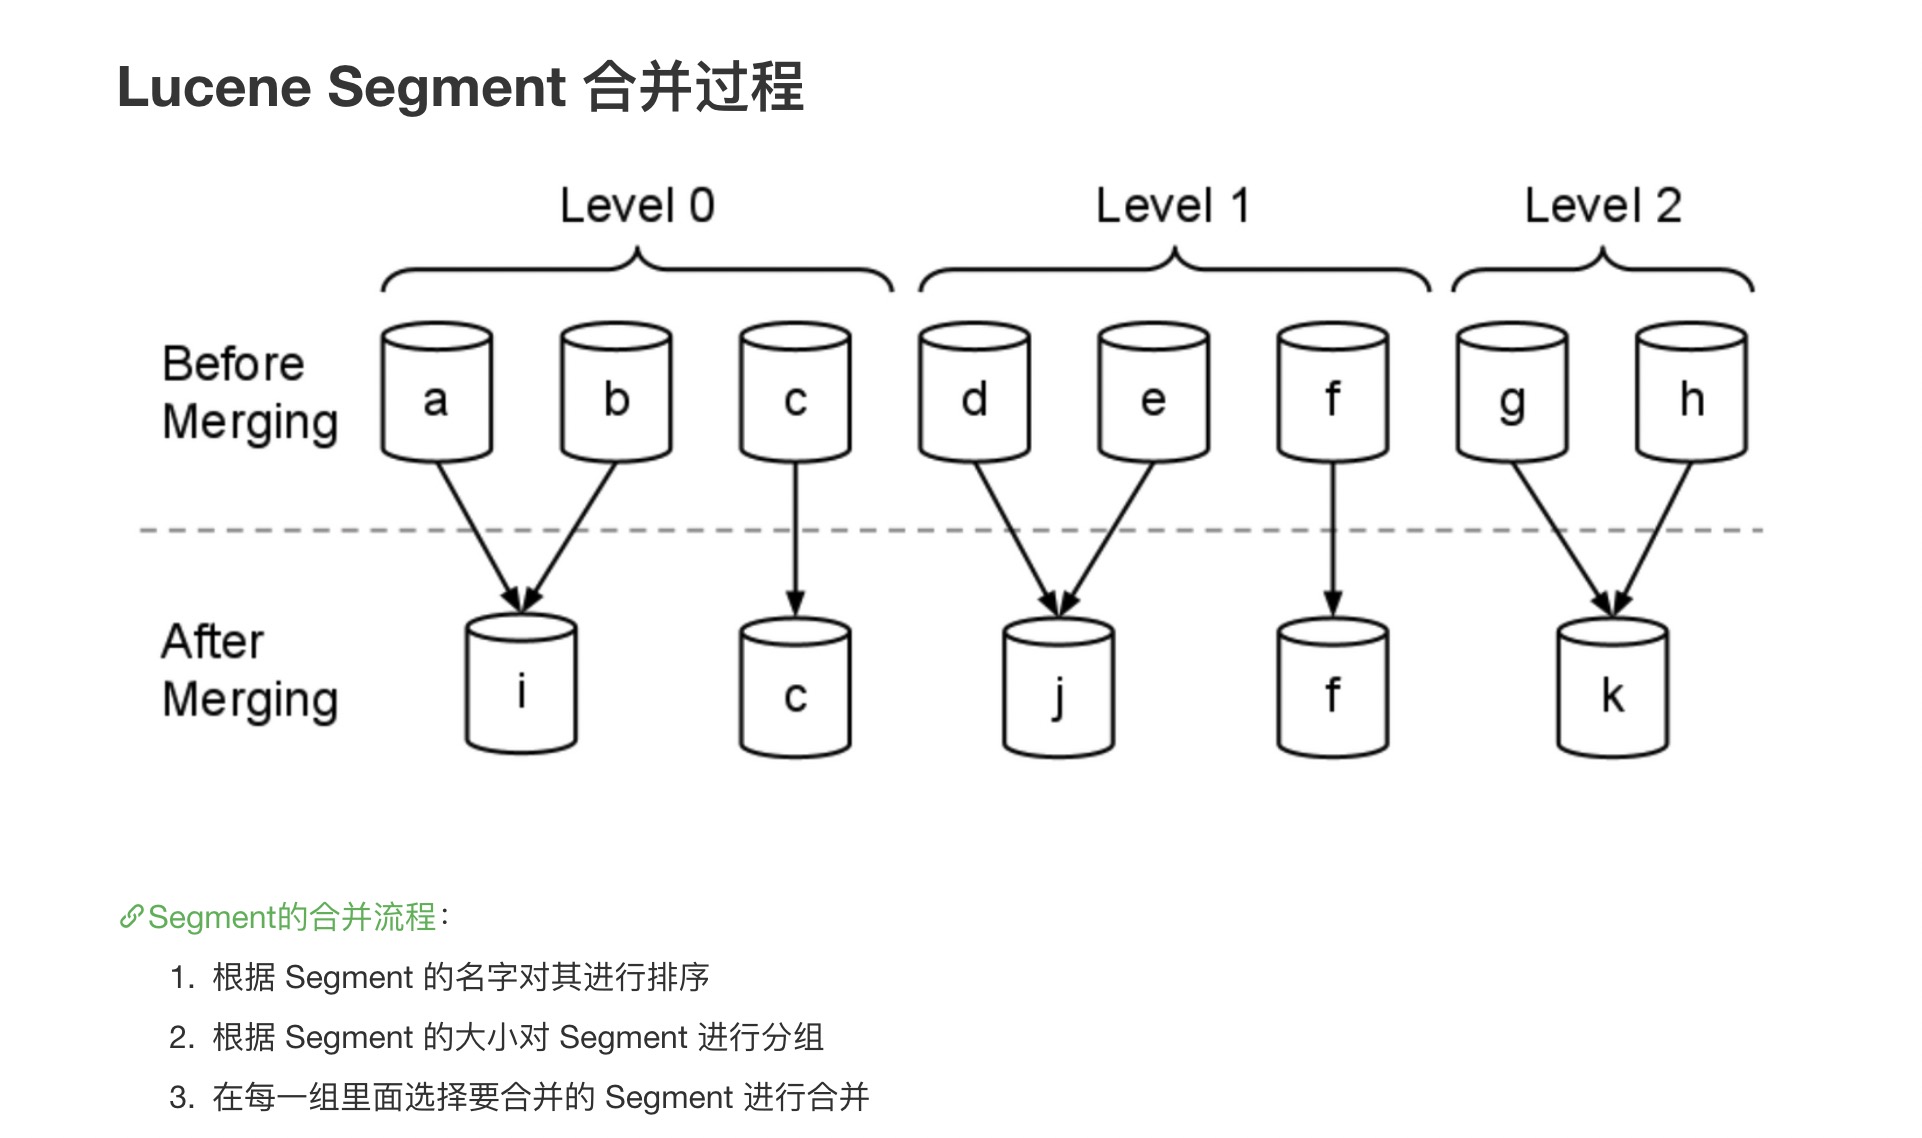 Lucene Segment 合并过程
Level 0 Level 1 Level 2
Before
Merging
a b c d e f g h
After
Merging
i c j f k
Segment的合并流程：
1. 根据 Segment 的名字对其进行排序
2. 根据 Segment 的大小对 Segment 进行分组
3. 在每一组里面选择要合并的 Segment 进行合并